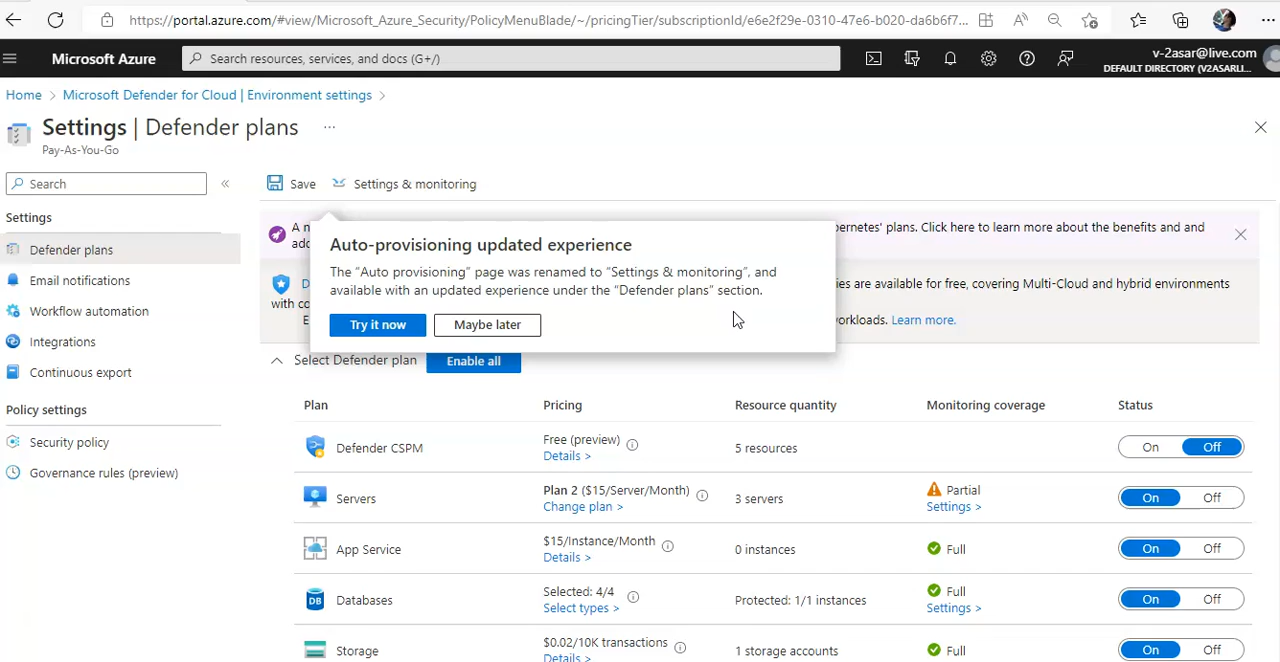 https://portal.azure.com/#view/Microsoft_Azure_Security/PolicyMenuBlade/~/pricingTier/subscriptionId/e6e2f29e-0310-47e6-b020-da6b6f7...
Microsoft Azure
Search resources, services, and docs (G+/)
v-2asar@live.com
DEFAULT DIRECTORY (V2ASARLI...
Home > Microsoft Defender for Cloud | Environment settings >
Settings | Defender plans ...
Pay-As-You-Go
Search
Settings
Defender plans
Email notifications
Workflow automation
Integrations
Continuous export
Policy settings
Security policy
Governance rules (preview)
Save
Settings & monitoring
ernetes' plans. Click here to learn more about the benefits and and
Auto-provisioning updated experience
The "Auto provisioning" page was renamed to "Settings & monitoring", and
available with an updated experience under the "Defender plans" section.
Try it now
Maybe later
ies are available for free, covering Multi-Cloud and hybrid environments
with co
orkloads. Learn more.
Select Defender plan
Enable all
Plan Pricing Resource quantity Monitoring coverage Status
Defender CSPM Free (preview) 5 resources On Off
Details >
Servers Plan 2 ($15/Server/Month) 3 servers Partial On Off
Change plan > Settings >
App Service $15/Instance/Month 0 instances Full On Off
Details >
Databases Selected: 4/4 Protected: 1/1 instances Full On Off
Select types > Settings >
Storage $0.02/10K transactions 1 storage accounts Full On Off
Details >